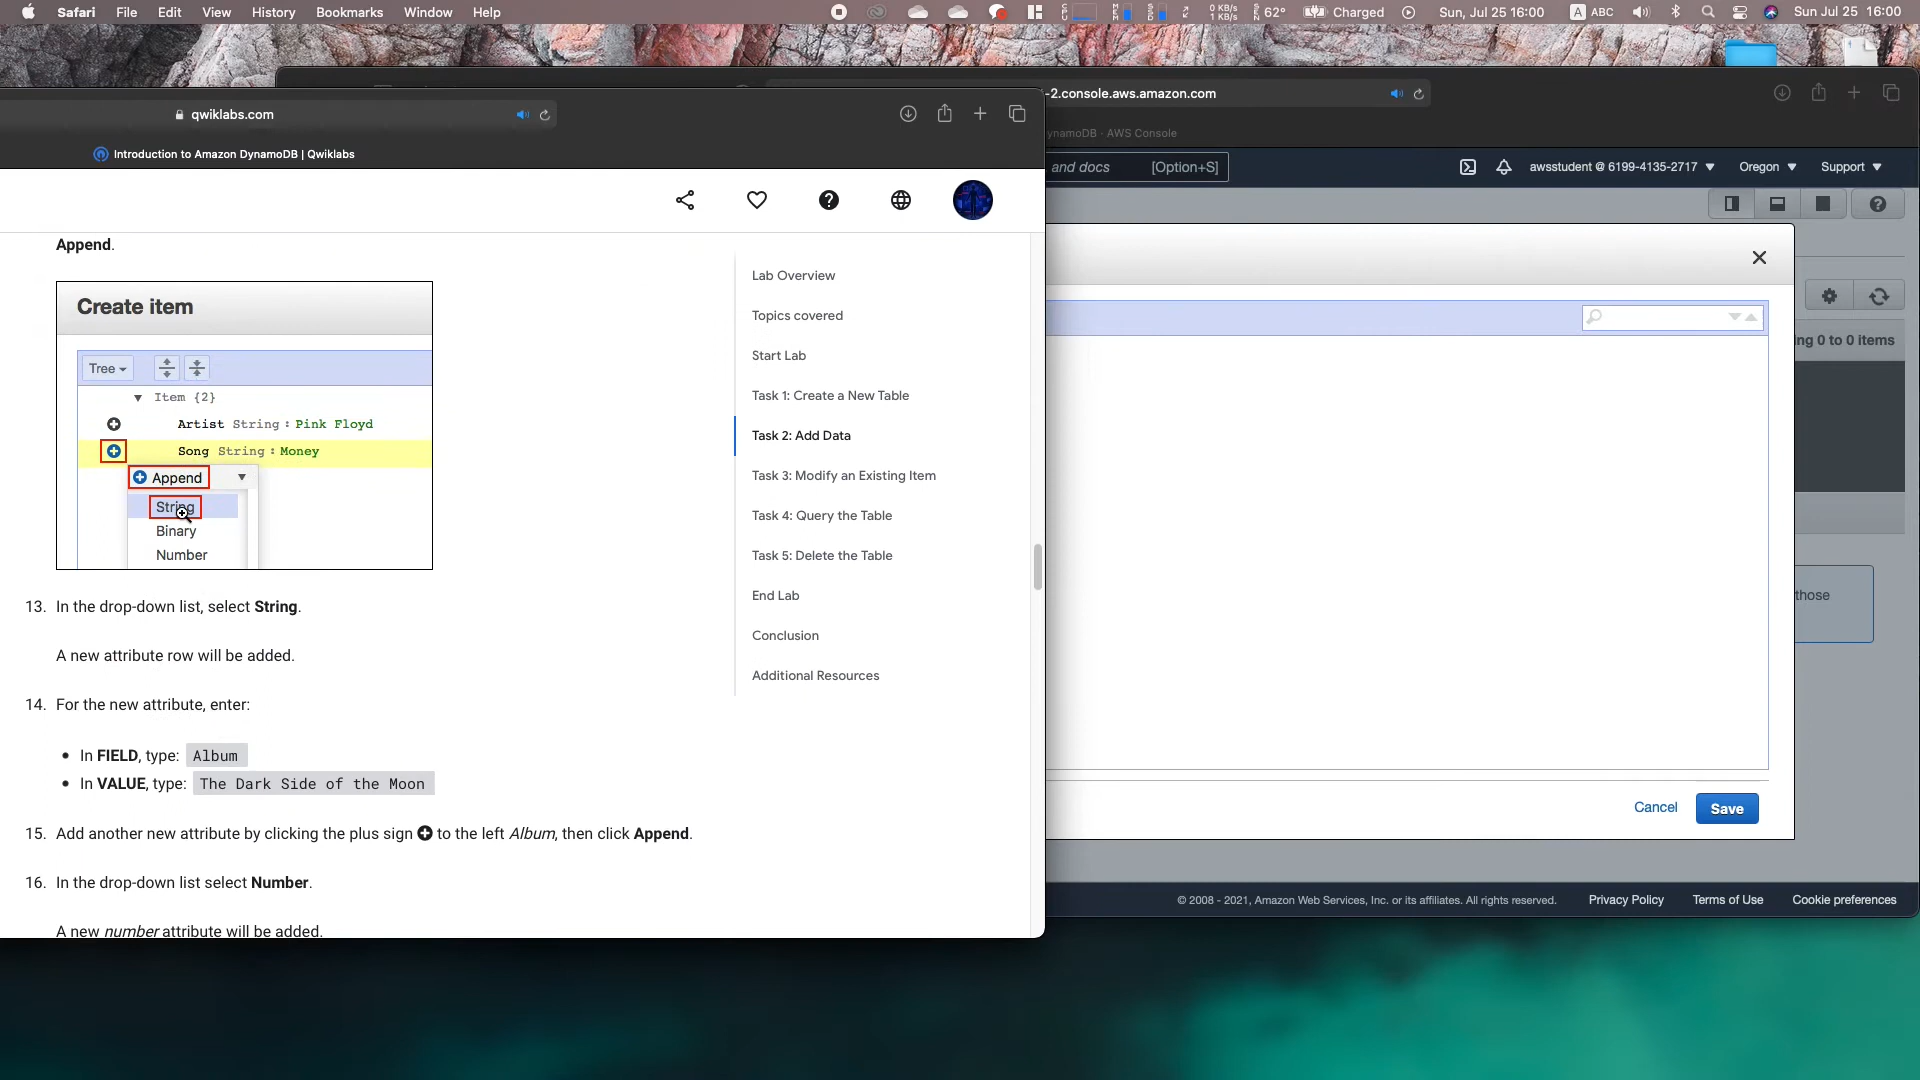 Safari File Edit View History Bookmarks Window Help
0 KB/s
1 KB/s
62° Charged Sun, Jul 25 16:00 A ABC Sun Jul 25 16:00
qwiklabs.com
Introduction to Amazon DynamoDB | Qwiklabs
-2.console.aws.amazon.com
ynamoDB - AWS Console
and docs [Option+S] awsstudent @ 6199-4135-2717 Oregon Support
Append.
Create item
Tree
Item {2}
Artist String : Pink Floyd
Song String : Money
Append
String
Binary
Number
13. In the drop-down list, select String.
A new attribute row will be added.
14. For the new attribute, enter:
• In FIELD, type: Album
• In VALUE, type: The Dark Side of the Moon
15. Add another new attribute by clicking the plus sign to the left Album, then click Append.
16. In the drop-down list select Number.
A new number attribute will be added.
Lab Overview
Topics covered
Start Lab
Task 1: Create a New Table
Task 2: Add Data
Task 3: Modify an Existing Item
Task 4: Query the Table
Task 5: Delete the Table
End Lab
Conclusion
Additional Resources
ing 0 to 0 items
those
Cancel Save
© 2008 - 2021, Amazon Web Services, Inc. or its affiliates. All rights reserved. Privacy Policy Terms of Use Cookie preferences